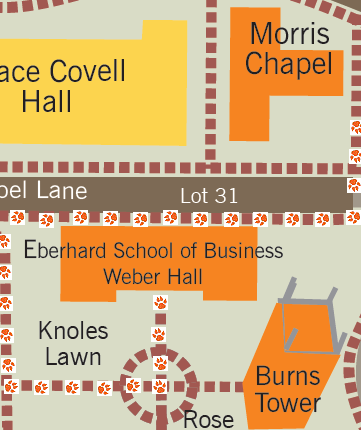 ace Covell
Hall
Morris
Chapel
pel Lane
Lot 31
Eberhard School of Business
Weber Hall
Knoles
Lawn
Burns
Tower
Rose